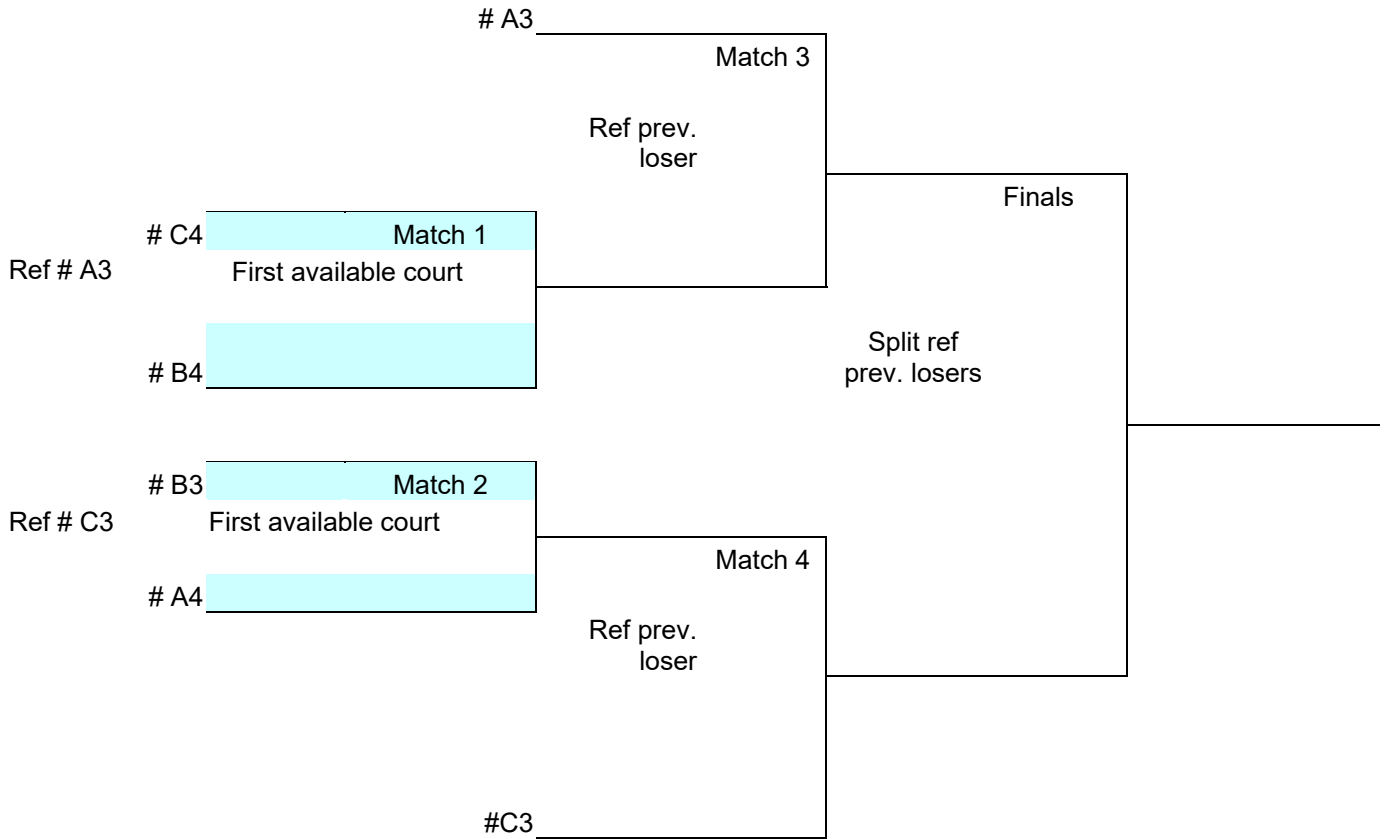 # A3
Match 3
Ref prev.
loser
Finals
# C4
Match 1
Ref # A3
First available court
Split ref
prev. losers
# B4
# B3
Match 2
Ref # C3
First available court
Match 4
# A4
Ref prev.
loser
#C3